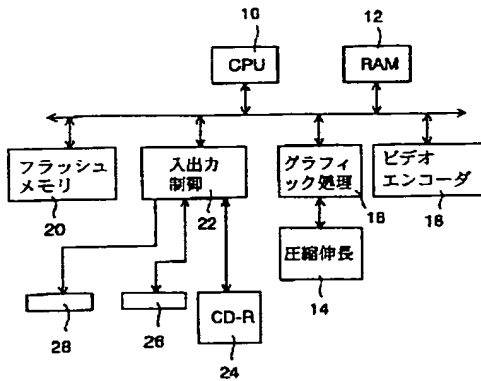 10
12
CPU
RAM
フラッシュ
メモリ
入出力
制御
グラフィ
ック処理
ビデオ
エンコーダ
20
22
16
18
圧縮伸長
14
28
26
CD-R
24